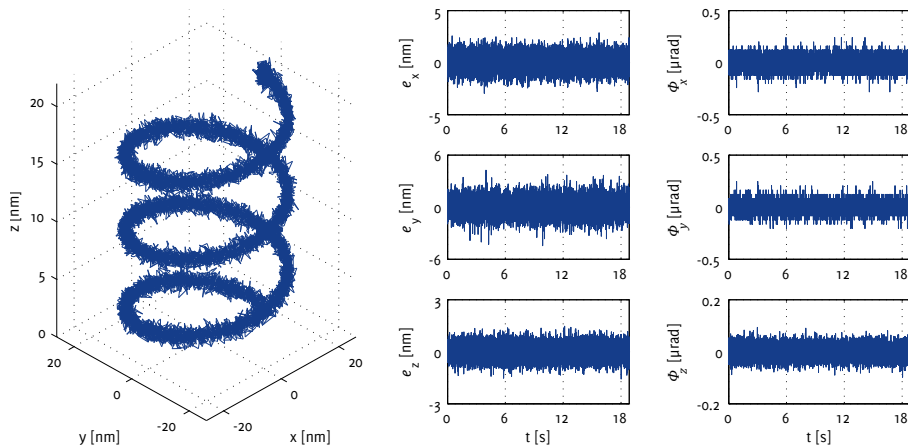 z [nm]
20
15
10
5
0
20
0
-20
y [nm]
-20
0
20
x [nm]
e_x [nm]
5
0
-5
0 6 12 18
e_y [nm]
6
0
-6
0 6 12 18
e_z [nm]
3
0
-3
0 6 12 18
t [s]
Φ_x [μrad]
0.5
0
-0.5
0 6 12 18
Φ_y [μrad]
0.5
0
-0.5
0 6 12 18
Φ_z [μrad]
0.2
0
-0.2
0 6 12 18
t [s]